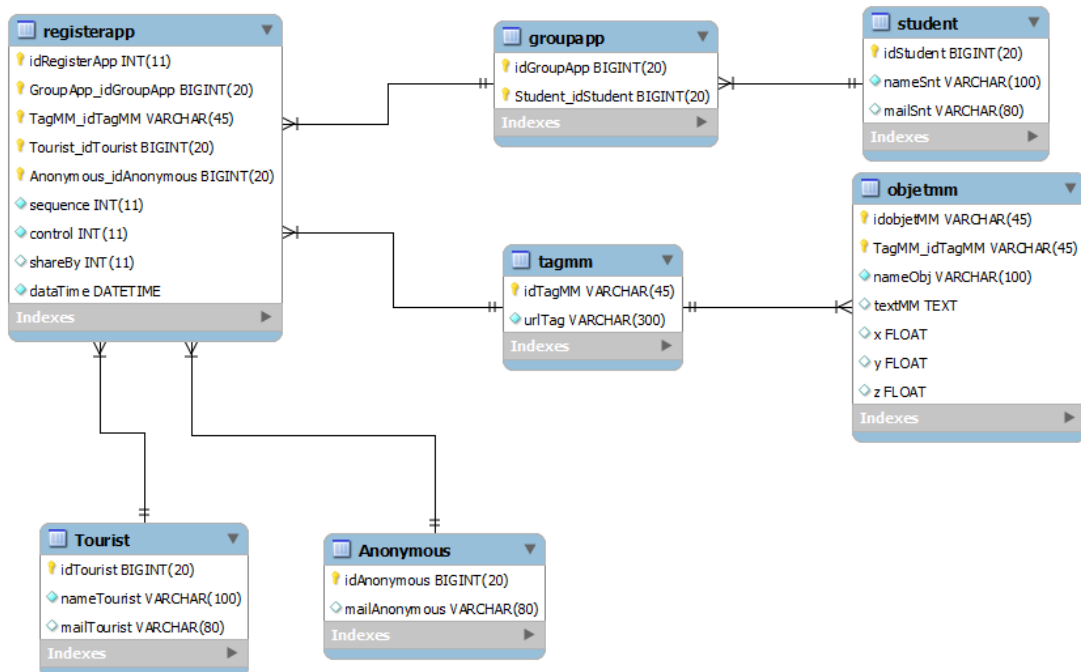 registerapp
idRegisterApp INT(11)
GroupApp_idGroupApp BIGINT(20)
TagMM_idTagMM VARCHAR(45)
Tourist_idTourist BIGINT(20)
Anonymous_idAnonymous BIGINT(20)
sequence INT(11)
control INT(11)
shareBy INT(11)
dataTime DATETIME
Indexes
groupapp
idGroupApp BIGINT(20)
Student_idStudent BIGINT(20)
Indexes
student
idStudent BIGINT(20)
nameSnt VARCHAR(100)
mailSnt VARCHAR(80)
Indexes
tagmm
idTagMM VARCHAR(45)
urlTag VARCHAR(300)
Indexes
objetmm
idobjetMM VARCHAR(45)
TagMM_idTagMM VARCHAR(45)
nameObj VARCHAR(100)
textMM TEXT
x FLOAT
y FLOAT
z FLOAT
Indexes
Tourist
idTourist BIGINT(20)
nameTourist VARCHAR(100)
mailTourist VARCHAR(80)
Indexes
Anonymous
idAnonymous BIGINT(20)
mailAnonymous VARCHAR(80)
Indexes